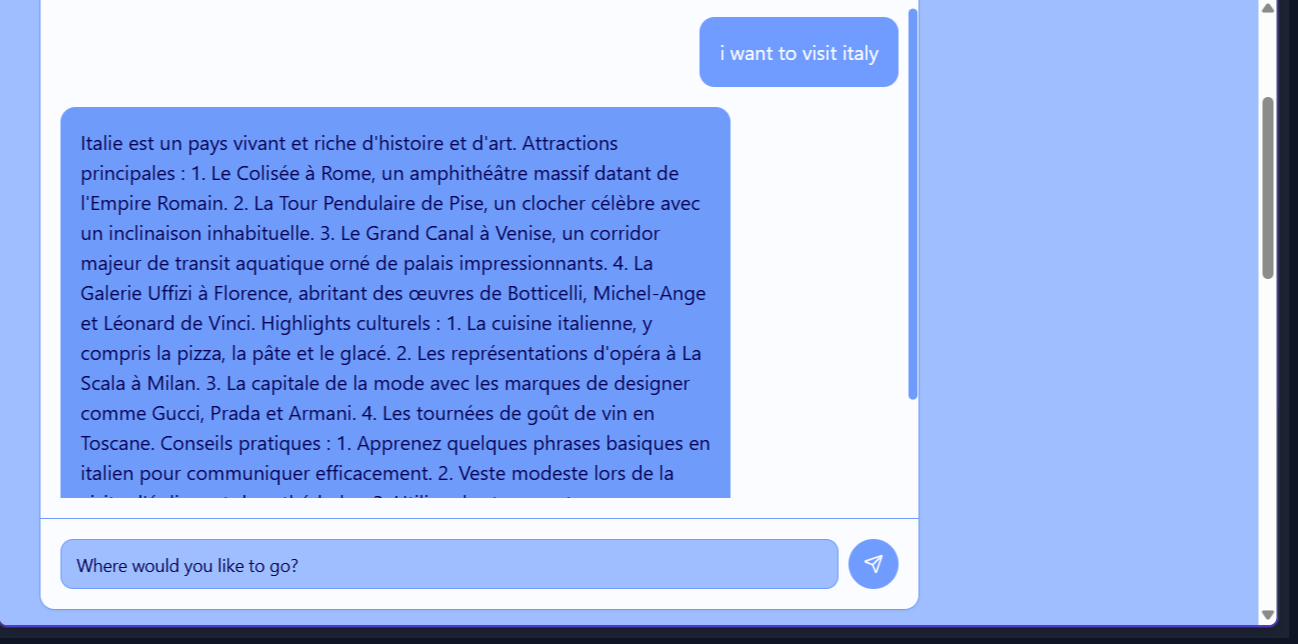 i want to visit italy
Italie est un pays vivant et riche d'histoire et d'art. Attractions
principales : 1. Le Colisée à Rome, un amphithéâtre massif datant de
l'Empire Romain. 2. La Tour Pendulaire de Pise, un clocher célèbre avec
un inclinaison inhabituelle. 3. Le Grand Canal à Venise, un corridor
majeur de transit aquatique orné de palais impressionnants. 4. La
Galerie Uffizi à Florence, abritant des œuvres de Botticelli, Michel-Ange
et Léonard de Vinci. Highlights culturels : 1. La cuisine italienne, y
compris la pizza, la pâte et le glacé. 2. Les représentations d'opéra à La
Scala à Milan. 3. La capitale de la mode avec les marques de designer
comme Gucci, Prada et Armani. 4. Les tournées de goût de vin en
Toscane. Conseils pratiques : 1. Apprenez quelques phrases basiques en
italien pour communiquer efficacement. 2. Veste modeste lors de la
Where would you like to go?